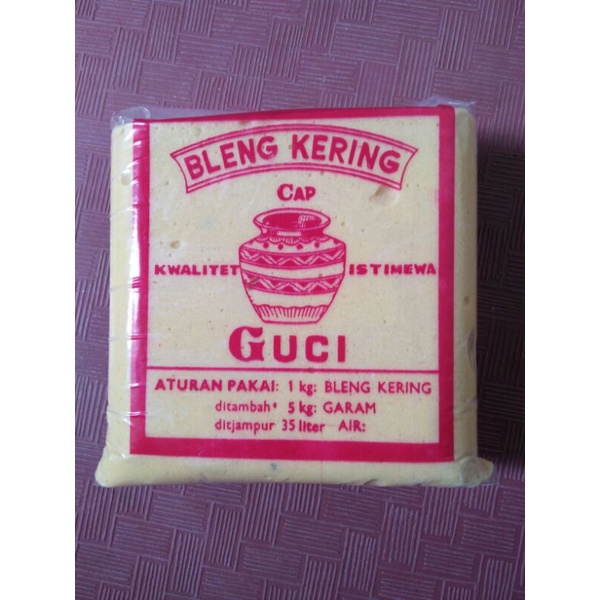 BLENG KERING
CAP
KWALITET ISTIMEWA
GUCI
ATURAN PAKAI: 1 kg: BLENG KERING
ditambah' 5 kg: GARAM
ditjampur 35 liter AIR: